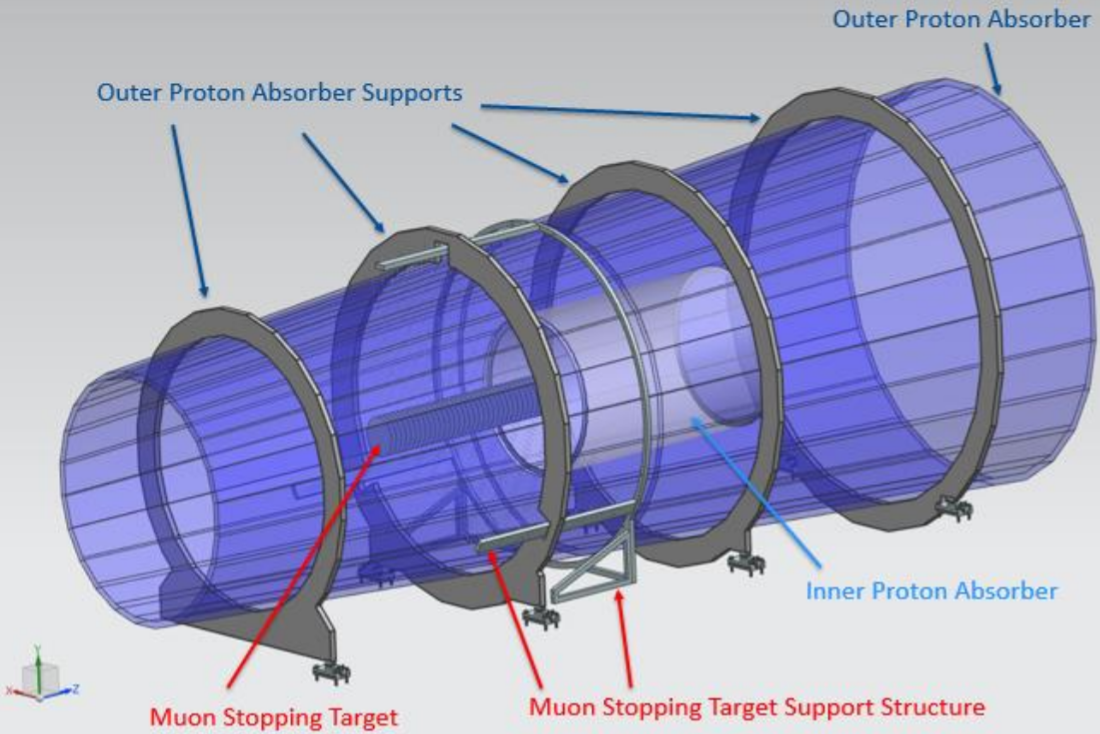 Outer Proton Absorber
Outer Proton Absorber Supports
Inner Proton Absorber
Muon Stopping Target
Muon Stopping Target Support Structure
Y
X
Z